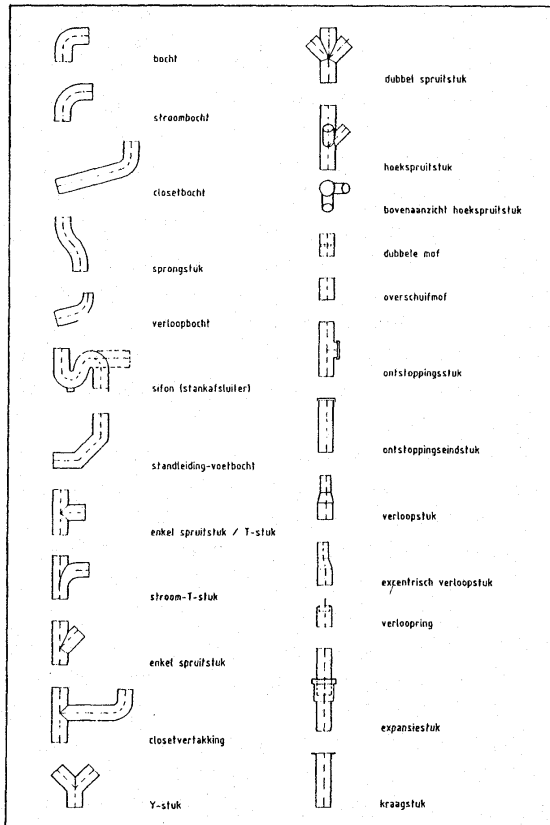 bocht
stroombocht
closetbocht
sprongstuk
verloopbocht
sifon (stankafsluiter)
standleiding-voetbocht
enkel spruitstuk / T-stuk
stroom-T-stuk
enkel spruitstuk
closetvertakking
Y-stuk
dubbel spruitstuk
hoekspruitstuk
bovenaanzicht hoekspruitstuk
dubbele mof
overschuifmof
ontstoppingsstuk
ontstoppingseindstuk
verloopstuk
excentrisch verloopstuk
verloopring
expansiestuk
kraagstuk